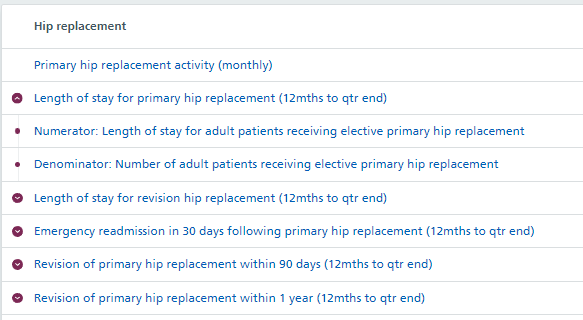 Hip replacement
Primary hip replacement activity (monthly)
Length of stay for primary hip replacement (12mths to qtr end)
Numerator: Length of stay for adult patients receiving elective primary hip replacement
Denominator: Number of adult patients receiving elective primary hip replacement
Length of stay for revision hip replacement (12mths to qtr end)
Emergency readmission in 30 days following primary hip replacement (12mths to qtr end)
Revision of primary hip replacement within 90 days (12mths to qtr end)
Revision of primary hip replacement within 1 year (12mths to qtr end)